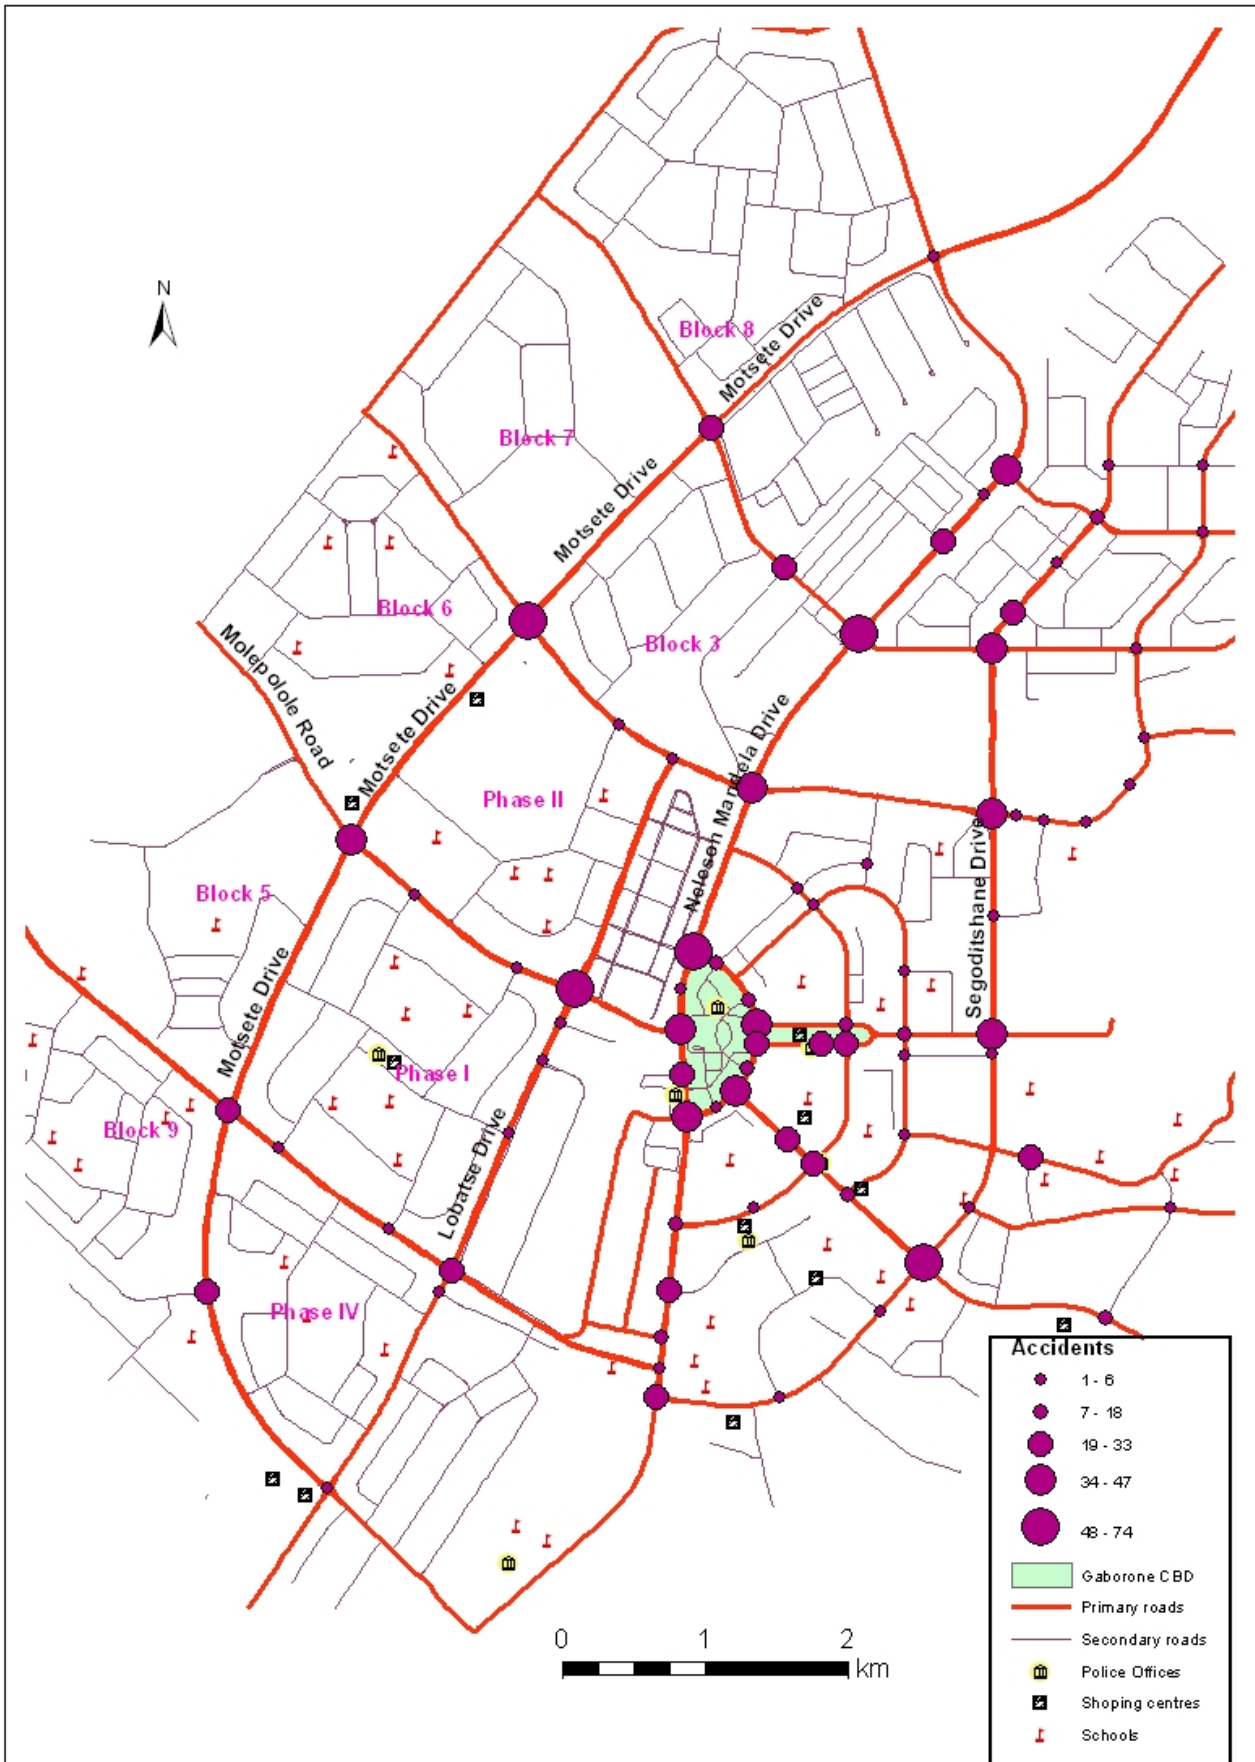 N
Block 8
Motsete Drive
Block 7
Motsete Drive
Block 6
Block 3
Molepolole Road
Motsete Drive
Neleson Mandela Drive
Phase II
Segoditshane Drive
Block 5
Motsete Drive
Phase I
Block 9
Lobatse Drive
Phase IV
Accidents
1 - 6
7 - 18
19 - 33
34 - 47
48 - 74
Gaborone CBD
Primary roads
Secondary roads
Police Offices
Shoping centres
Schools
0 1 2
km